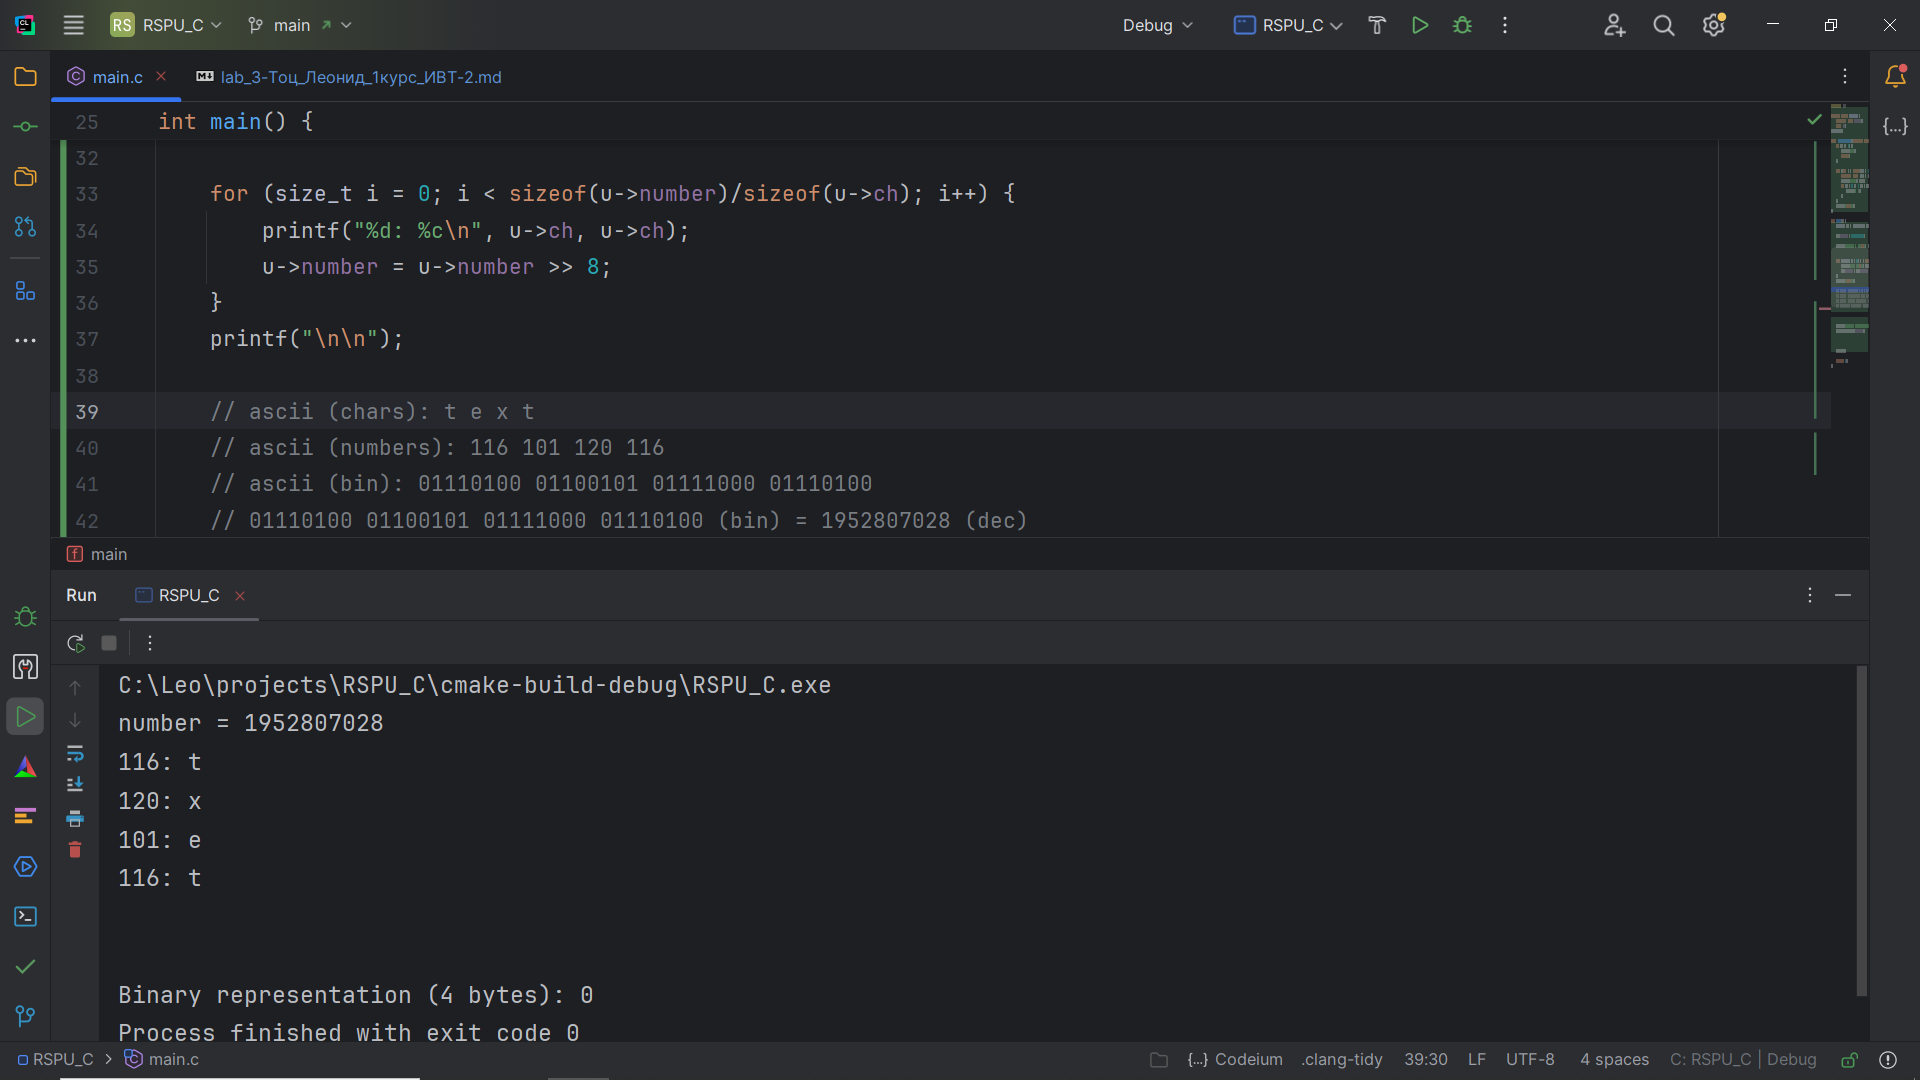 RS RSPU_C main Debug RSPU_C
main.c lab_3-Тоц_Леонид_1курс_ИВТ-2.md
25 int main() {
32
33 for (size_t i = 0; i < sizeof(u->number)/sizeof(u->ch); i++) {
34 printf("%d: %c\n", u->ch, u->ch);
35 u->number = u->number >> 8;
36 }
37 printf("\n\n");
38
39 // ascii (chars): t e x t
40 // ascii (numbers): 116 101 120 116
41 // ascii (bin): 01110100 01100101 01111000 01110100
42 // 01110100 01100101 01111000 01110100 (bin) = 1952807028 (dec)
f main
Run RSPU_C
C:\Leo\projects\RSPU_C\cmake-build-debug\RSPU_C.exe
number = 1952807028
116: t
120: x
101: e
116: t
Binary representation (4 bytes): 0
Process finished with exit code 0
RSPU_C > main.c {...} Codeium .clang-tidy 39:30 LF UTF-8 4 spaces C: RSPU_C | Debug